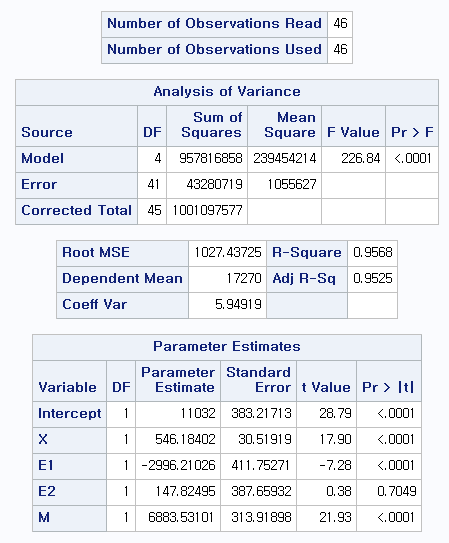 Number of Observations Read 46
Number of Observations Used 46
Analysis of Variance
Source DF Sum of Squares Mean Square F Value Pr > F
Model 4 957816858 239454214 226.84 <.0001
Error 41 43280719 1055627
Corrected Total 45 1001097577
Root MSE 1027.43725 R-Square 0.9568
Dependent Mean 17270 Adj R-Sq 0.9525
Coeff Var 5.94919
Parameter Estimates
Variable DF Parameter Estimate Standard Error t Value Pr > |t|
Intercept 1 11032 383.21713 28.79 <.0001
X 1 546.18402 30.51919 17.90 <.0001
E1 1 -2996.21026 411.75271 -7.28 <.0001
E2 1 147.82495 387.65932 0.38 0.7049
M 1 6883.53101 313.91898 21.93 <.0001